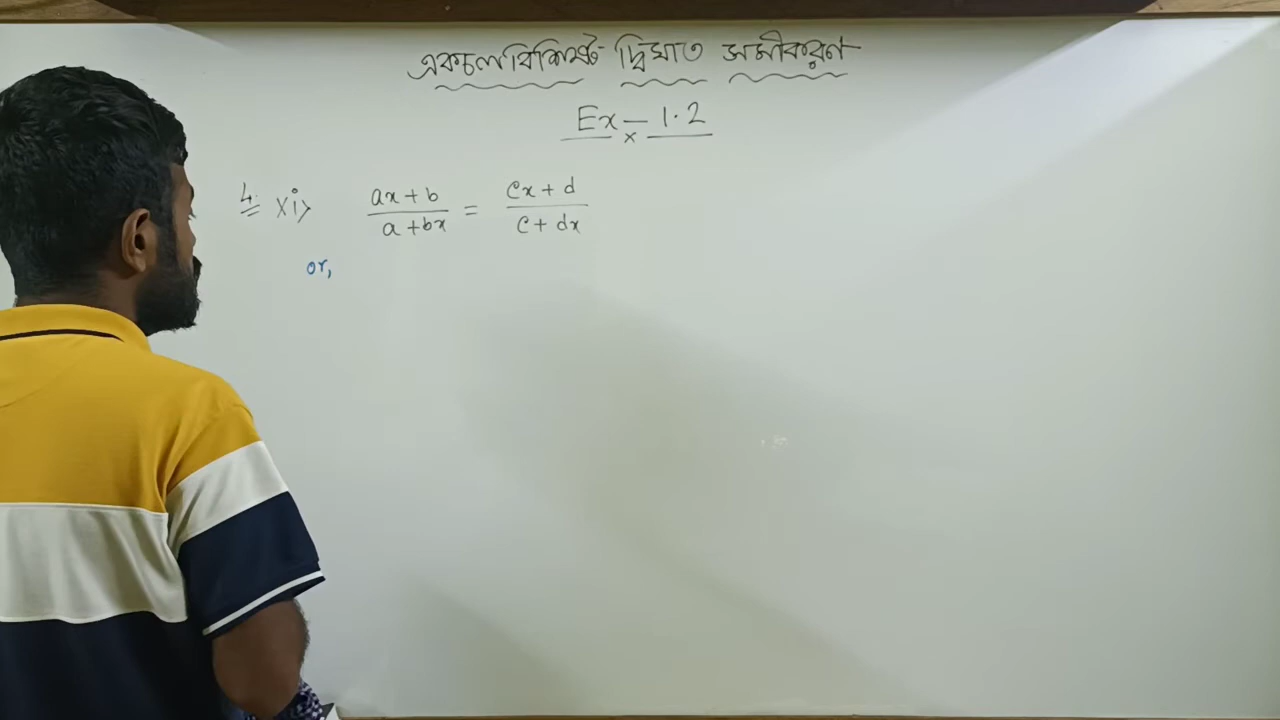 একচলবিশিষ্ট দ্বিঘাত সমীকরণ
Ex – 1.2
4. xi> (ax + b)/(a + bx) = (cx + d)/(c + dx)
or,